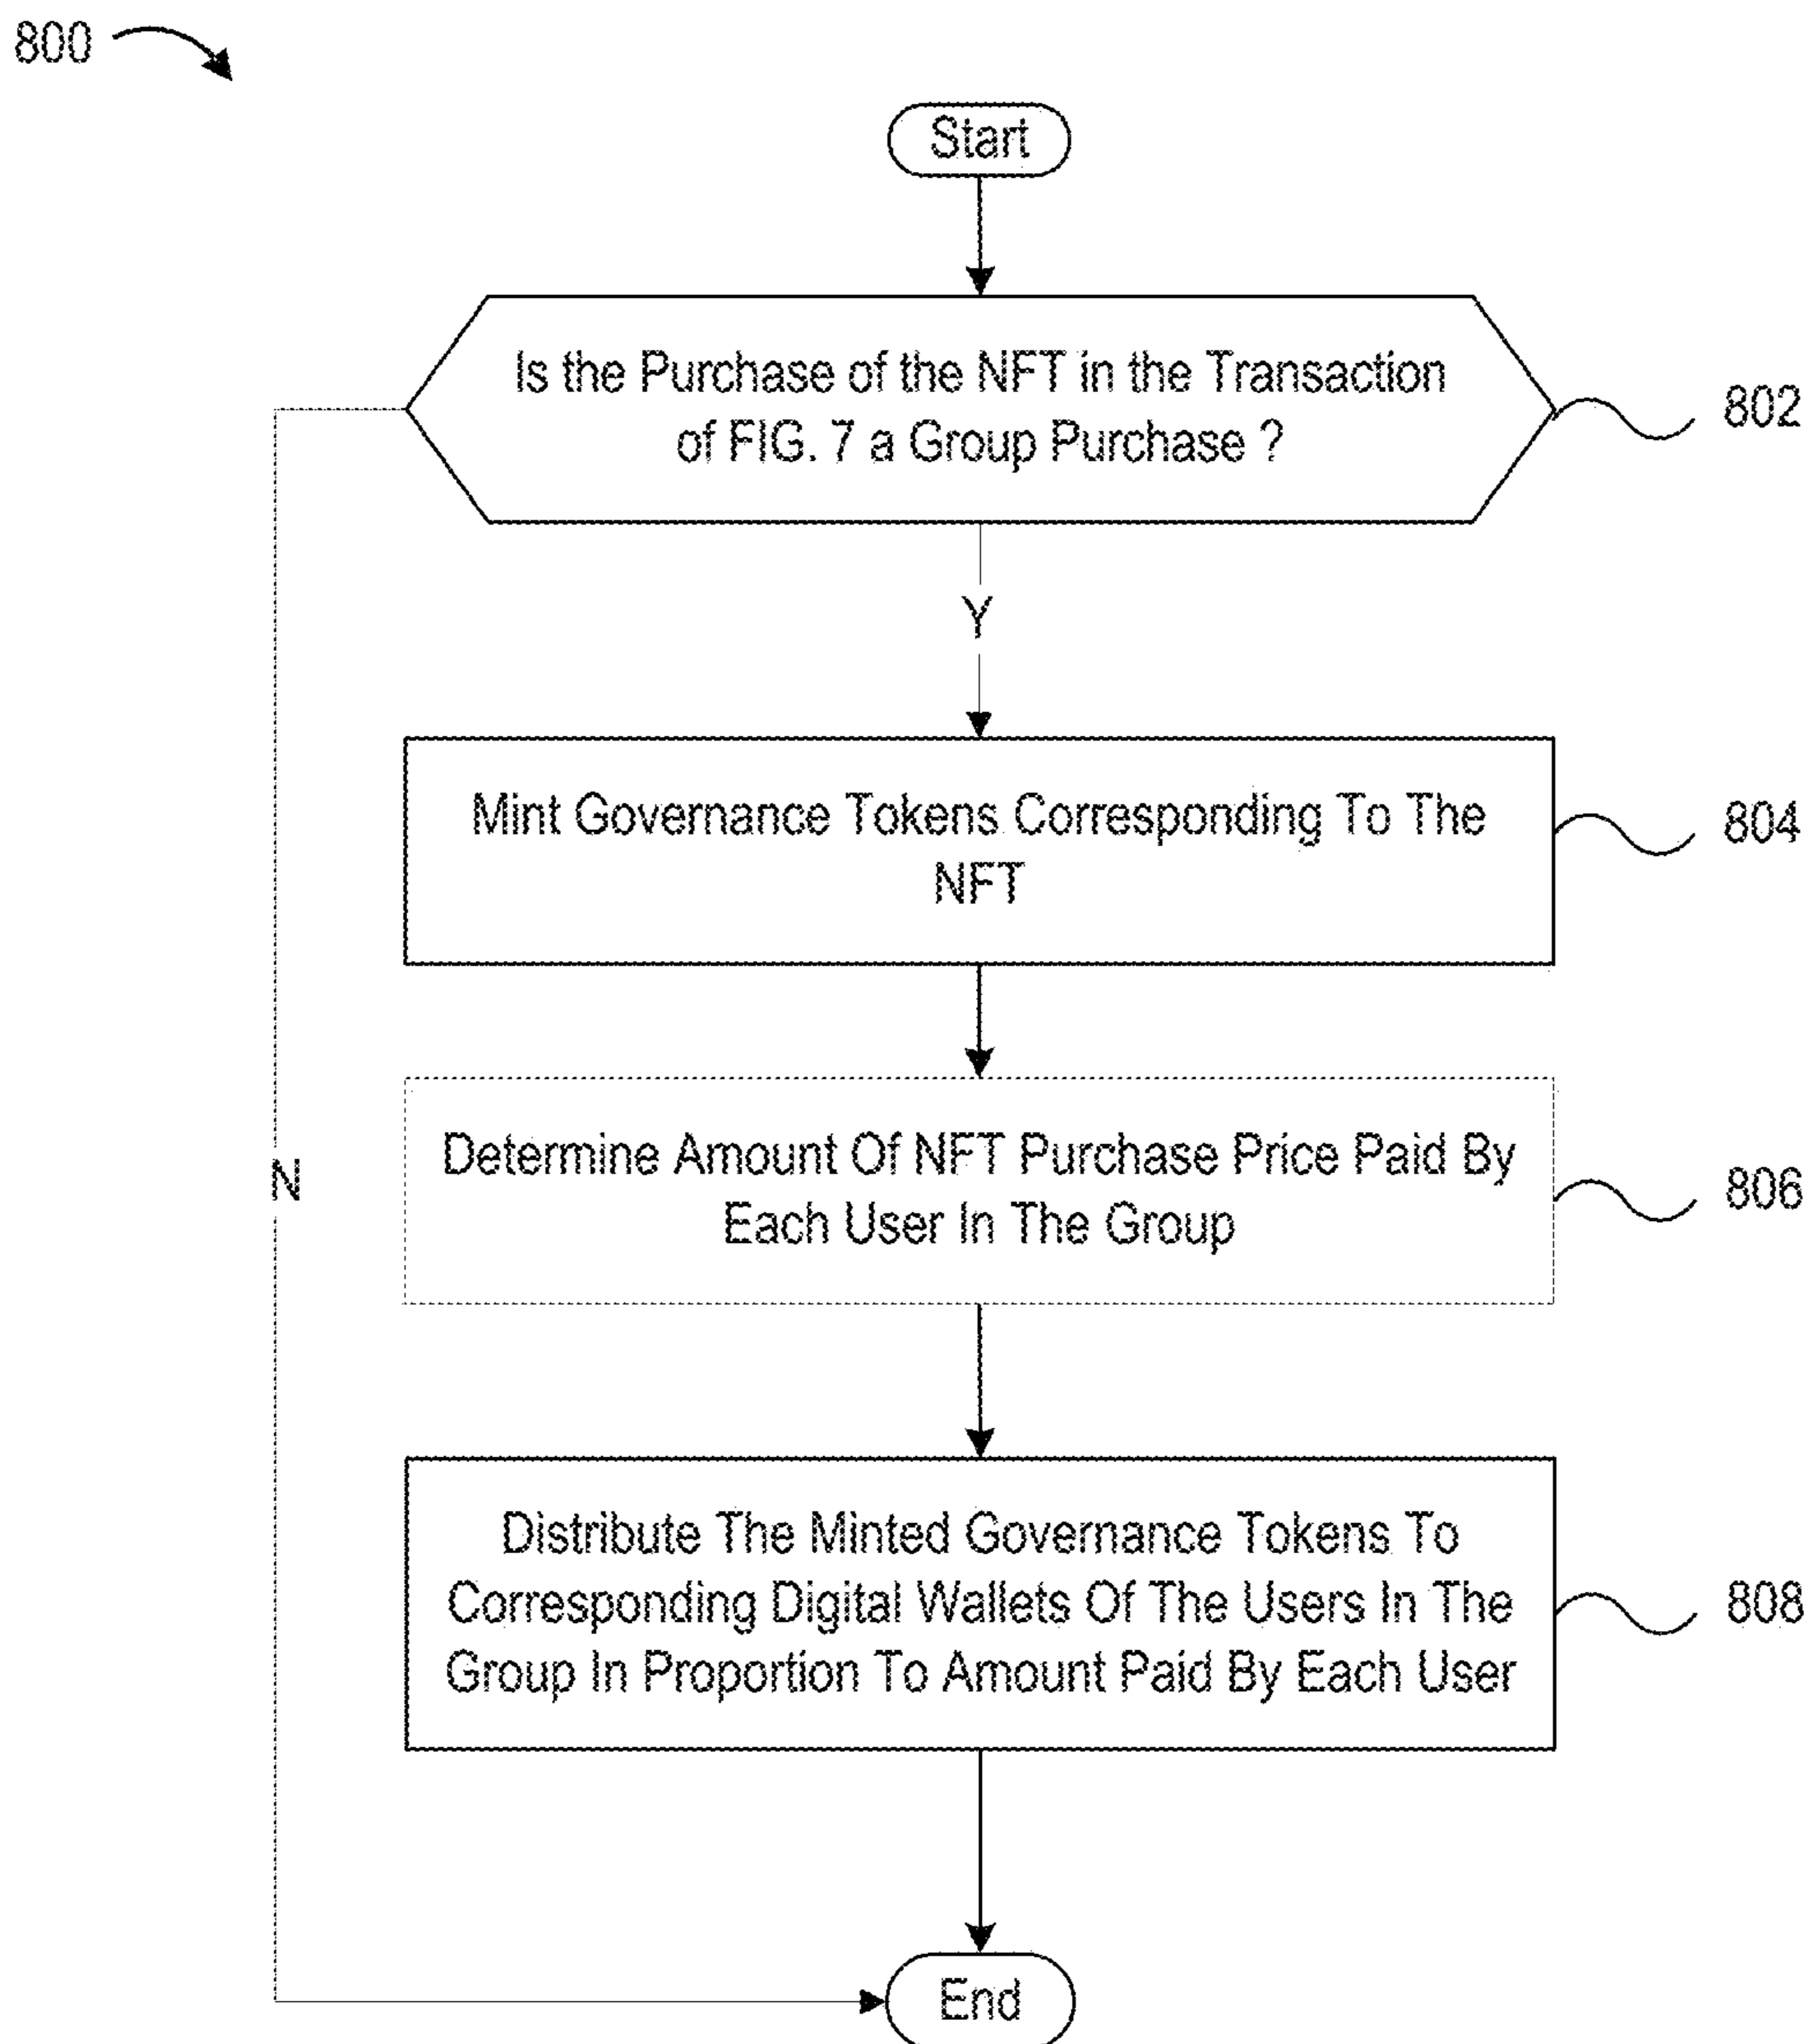 800
Start
Is the Purchase of the NFT in the Transaction
of FIG. 7 a Group Purchase ?
802
Y
Mint Governance Tokens Corresponding To The
NFT
804
Determine Amount Of NFT Purchase Price Paid By
Each User In The Group
806
N
Distribute The Minted Governance Tokens To
Corresponding Digital Wallets Of The Users In The
Group In Proportion To Amount Paid By Each User
808
End